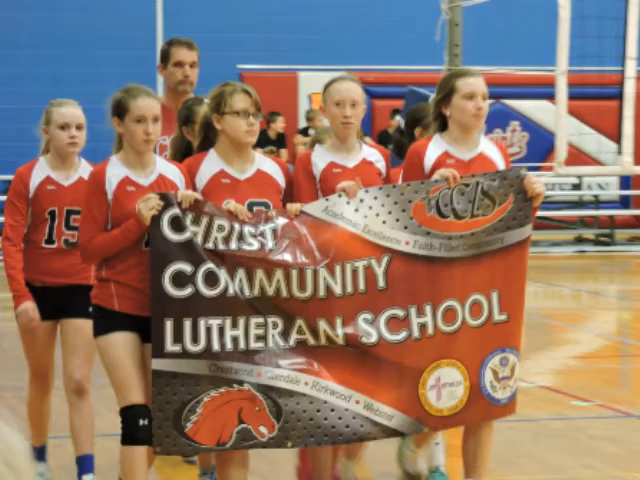 CCLS
Academic Excellence • Faith-Filled Community
CHRIST
COMMUNITY
LUTHERAN SCHOOL
Crestwood • Glendale • Kirkwood • Webster
15